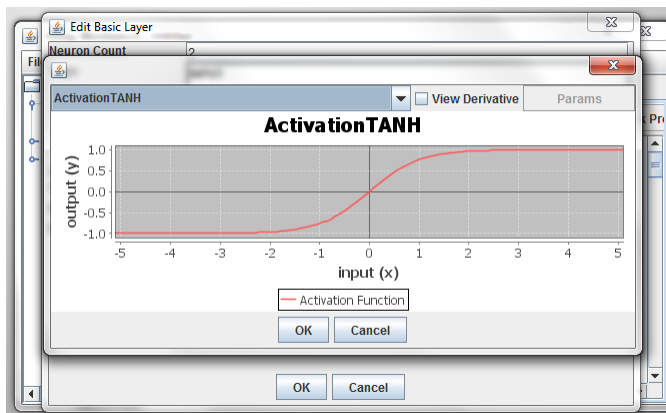 Edit Basic Layer
Neuron Count 2
Fil
ActivationTANH View Derivative Params
Pr
ActivationTANH
output (y)
1.0
0.5
0.0
-0.5
-1.0
-5 -4 -3 -2 -1 0 1 2 3 4 5
input (x)
Activation Function
OK Cancel
OK Cancel